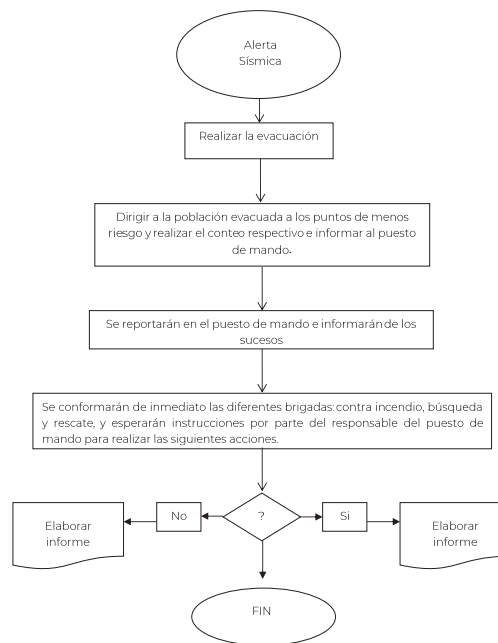 Alerta
Sísmica
Realizar la evacuación
Dirigir a la población evacuada a los puntos de menos
riesgo y realizar el conteo respectivo e informar al puesto
de mando.
Se reportarán en el puesto de mando e informarán de los
sucesos
Se conformarán de inmediato las diferentes brigadas: contra incendio, búsqueda
y rescate, y esperarán instrucciones por parte del responsable del puesto de
mando para realizar las siguientes acciones.
Elaborar
informe
No
?
Si
Elaborar
informe
FIN